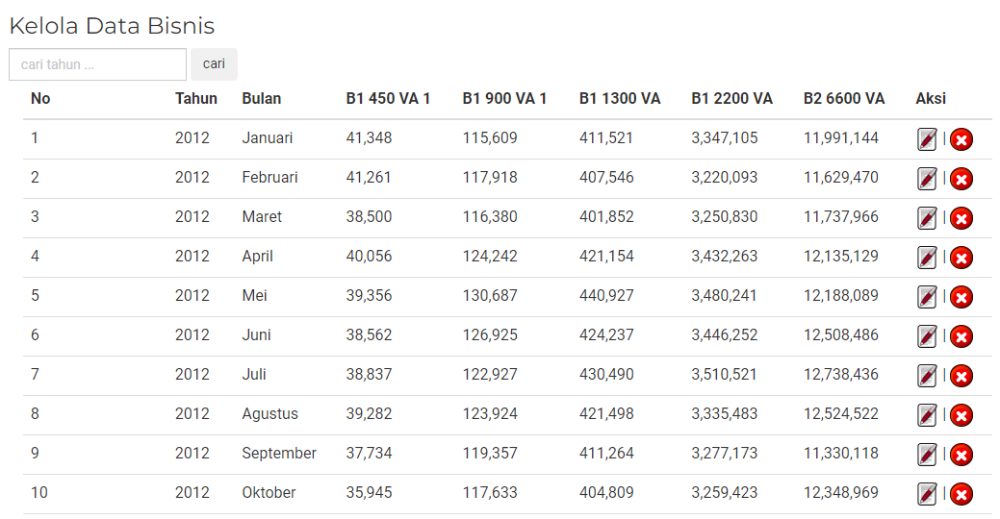 Kelola Data Bisnis
cari tahun ... cari
No Tahun Bulan B1 450 VA 1 B1 900 VA 1 B1 1300 VA B1 2200 VA B2 6600 VA Aksi
1 2012 Januari 41,348 115,609 411,521 3,347,105 11,991,144 |
2 2012 Februari 41,261 117,918 407,546 3,220,093 11,629,470 |
3 2012 Maret 38,500 116,380 401,852 3,250,830 11,737,966 |
4 2012 April 40,056 124,242 421,154 3,432,263 12,135,129 |
5 2012 Mei 39,356 130,687 440,927 3,480,241 12,188,089 |
6 2012 Juni 38,562 126,925 424,237 3,446,252 12,508,486 |
7 2012 Juli 38,837 122,927 430,490 3,510,521 12,738,436 |
8 2012 Agustus 39,282 123,924 421,498 3,335,483 12,524,522 |
9 2012 September 37,734 119,357 411,264 3,277,173 11,330,118 |
10 2012 Oktober 35,945 117,633 404,809 3,259,423 12,348,969 |